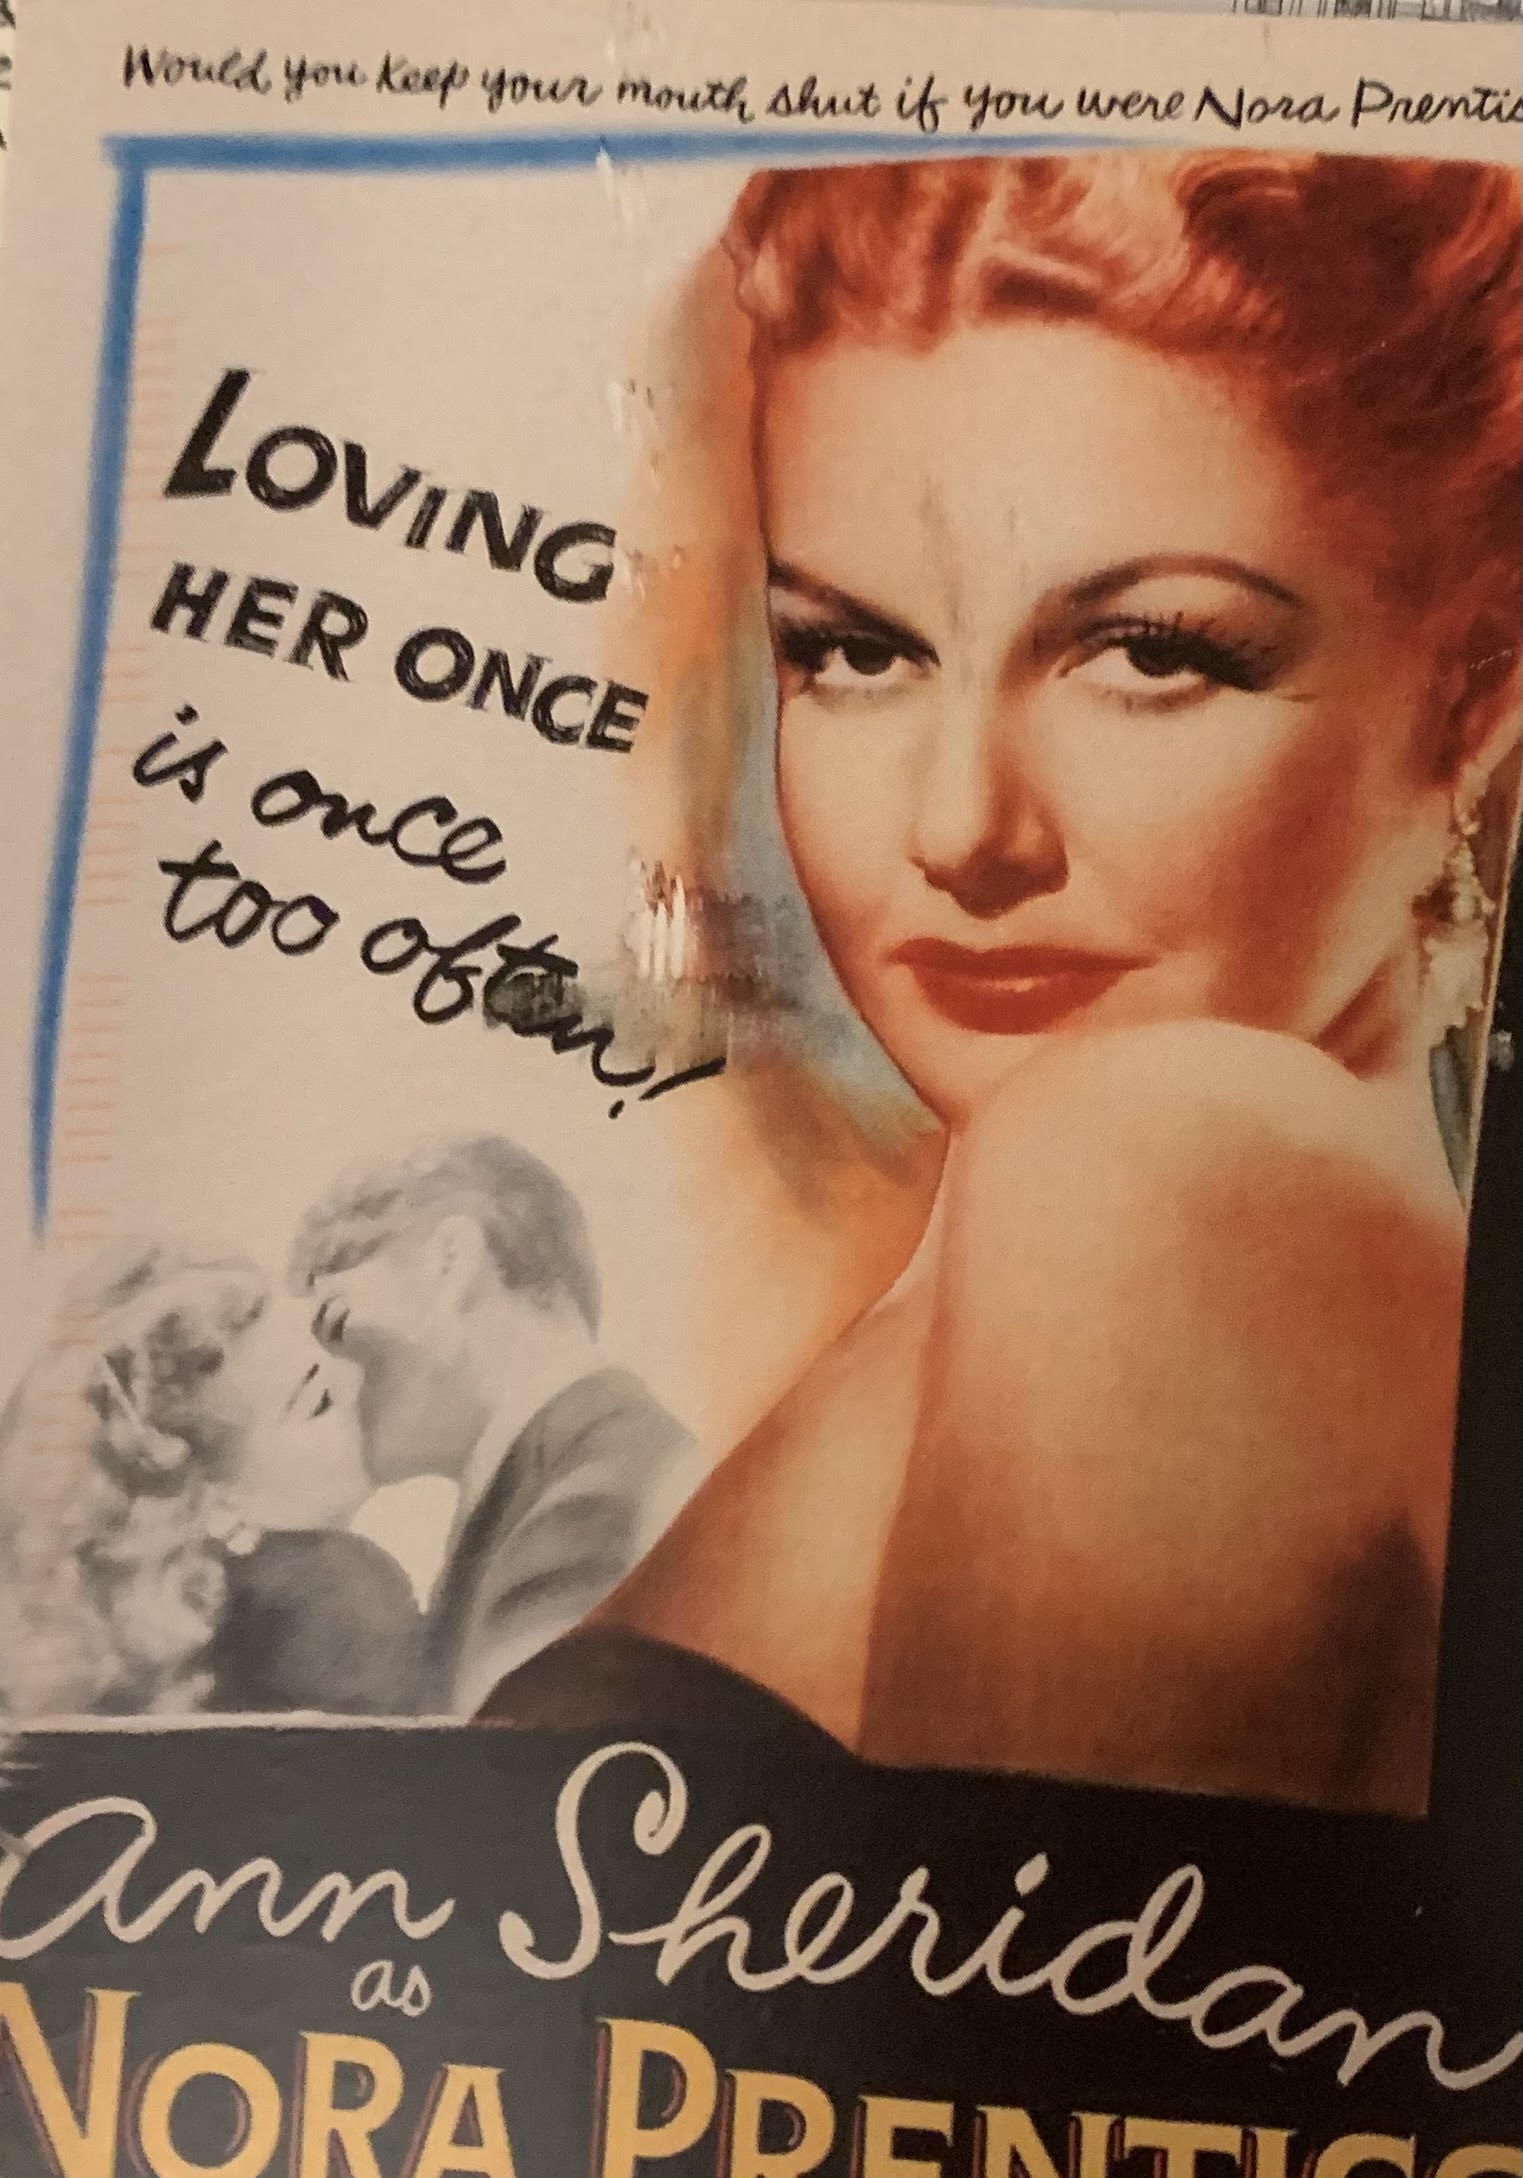 Would you keep your mouth shut if you were Nora Prentis
LOVING
HER ONCE
is once
too often!
Ann Sheridan
as
NORA PRENTISS